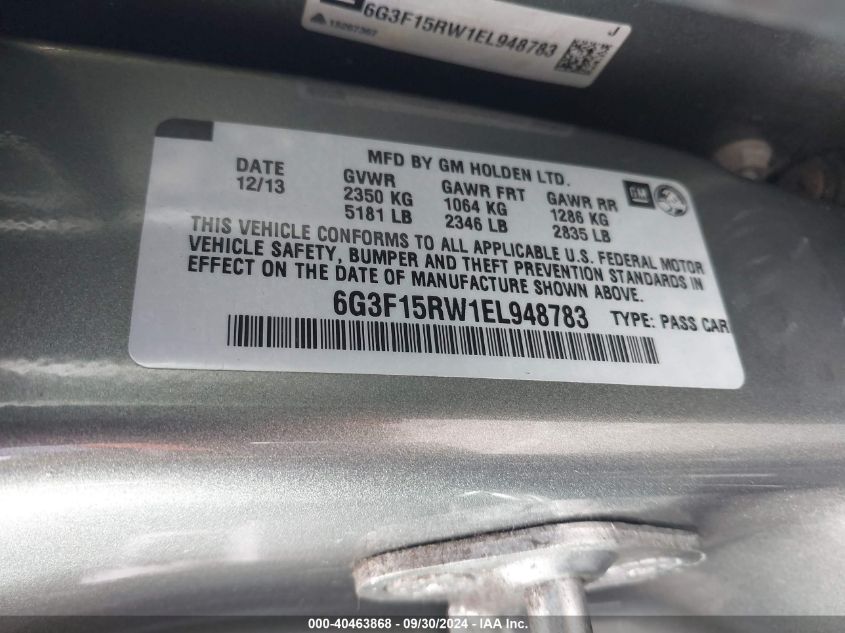 6G3F15RW1EL948783
J
MFD BY GM HOLDEN LTD.
DATE GVWR GAWR FRT GAWR RR
12/13 2350 KG 1064 KG 1286 KG
5181 LB 2346 LB 2835 LB
GM
THIS VEHICLE CONFORMS TO ALL APPLICABLE U.S. FEDERAL MOTOR
VEHICLE SAFETY, BUMPER AND THEFT PREVENTION STANDARDS IN
EFFECT ON THE DATE OF MANUFACTURE SHOWN ABOVE.
6G3F15RW1EL948783 TYPE: PASS CAR
000-40463868 - 09/30/2024 - IAA Inc.